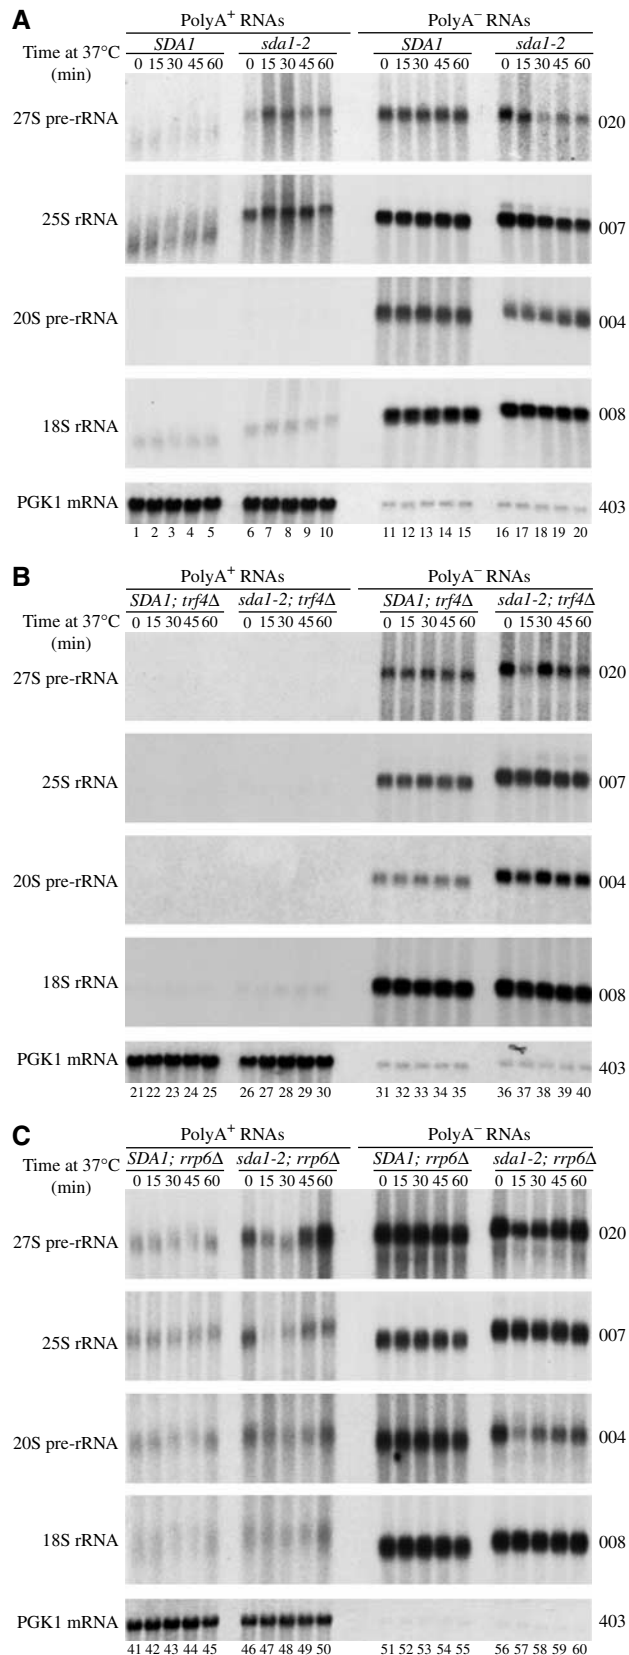 A
PolyA+ RNAs PolyA− RNAs
Time at 37°C SDA1 sda1-2 SDA1 sda1-2
(min) 0 15 30 45 60 0 15 30 45 60 0 15 30 45 60 0 15 30 45 60
27S pre-rRNA 020
25S rRNA 007
20S pre-rRNA 004
18S rRNA 008
PGK1 mRNA 403
1 2 3 4 5 6 7 8 9 10 11 12 13 14 15 16 17 18 19 20
B
PolyA+ RNAs PolyA− RNAs
SDA1; trf4Δ sda1-2; trf4Δ SDA1; trf4Δ sda1-2; trf4Δ
Time at 37°C 0 15 30 45 60 0 15 30 45 60 0 15 30 45 60 0 15 30 45 60
(min)
27S pre-rRNA 020
25S rRNA 007
20S pre-rRNA 004
18S rRNA 008
PGK1 mRNA 403
21 22 23 24 25 26 27 28 29 30 31 32 33 34 35 36 37 38 39 40
C
PolyA+ RNAs PolyA− RNAs
Time at 37°C SDA1; rrp6Δ sda1-2; rrp6Δ SDA1; rrp6Δ sda1-2; rrp6Δ
(min) 0 15 30 45 60 0 15 30 45 60 0 15 30 45 60 0 15 30 45 60
27S pre-rRNA 020
25S rRNA 007
20S pre-rRNA 004
18S rRNA 008
PGK1 mRNA 403
41 42 43 44 45 46 47 48 49 50 51 52 53 54 55 56 57 58 59 60